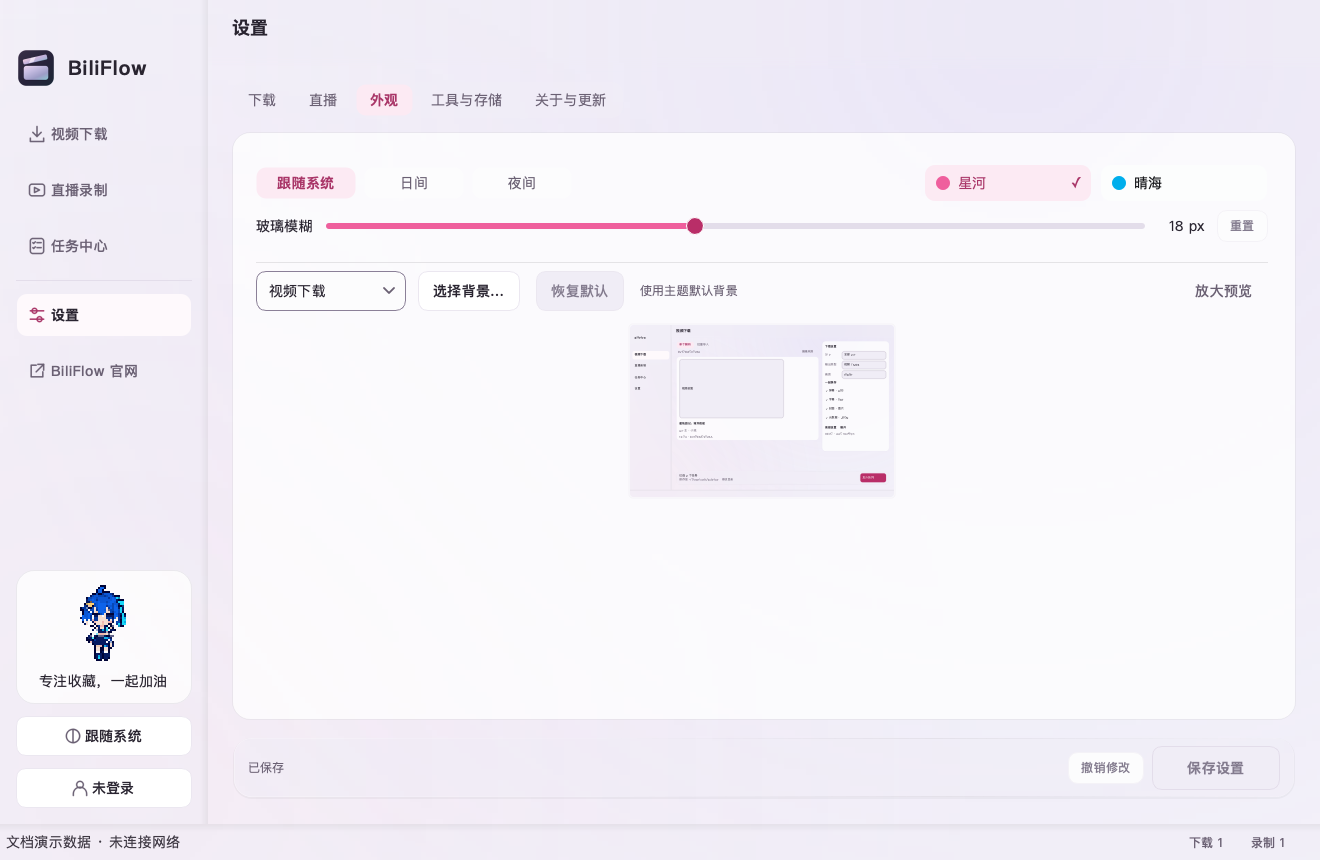 设置
BiliFlow
下载
直播
外观
工具与存储
关于与更新
视频下载
直播录制
任务中心
设置
BiliFlow 官网
跟随系统
日间
夜间
星河
晴海
玻璃模糊
18 px
重置
视频下载
选择背景...
恢复默认
使用主题默认背景
放大预览
视频下载
专注收藏，一起加油
跟随系统
未登录
已保存
撤销修改
保存设置
文档演示数据 · 未连接网络
下载 1
录制 1